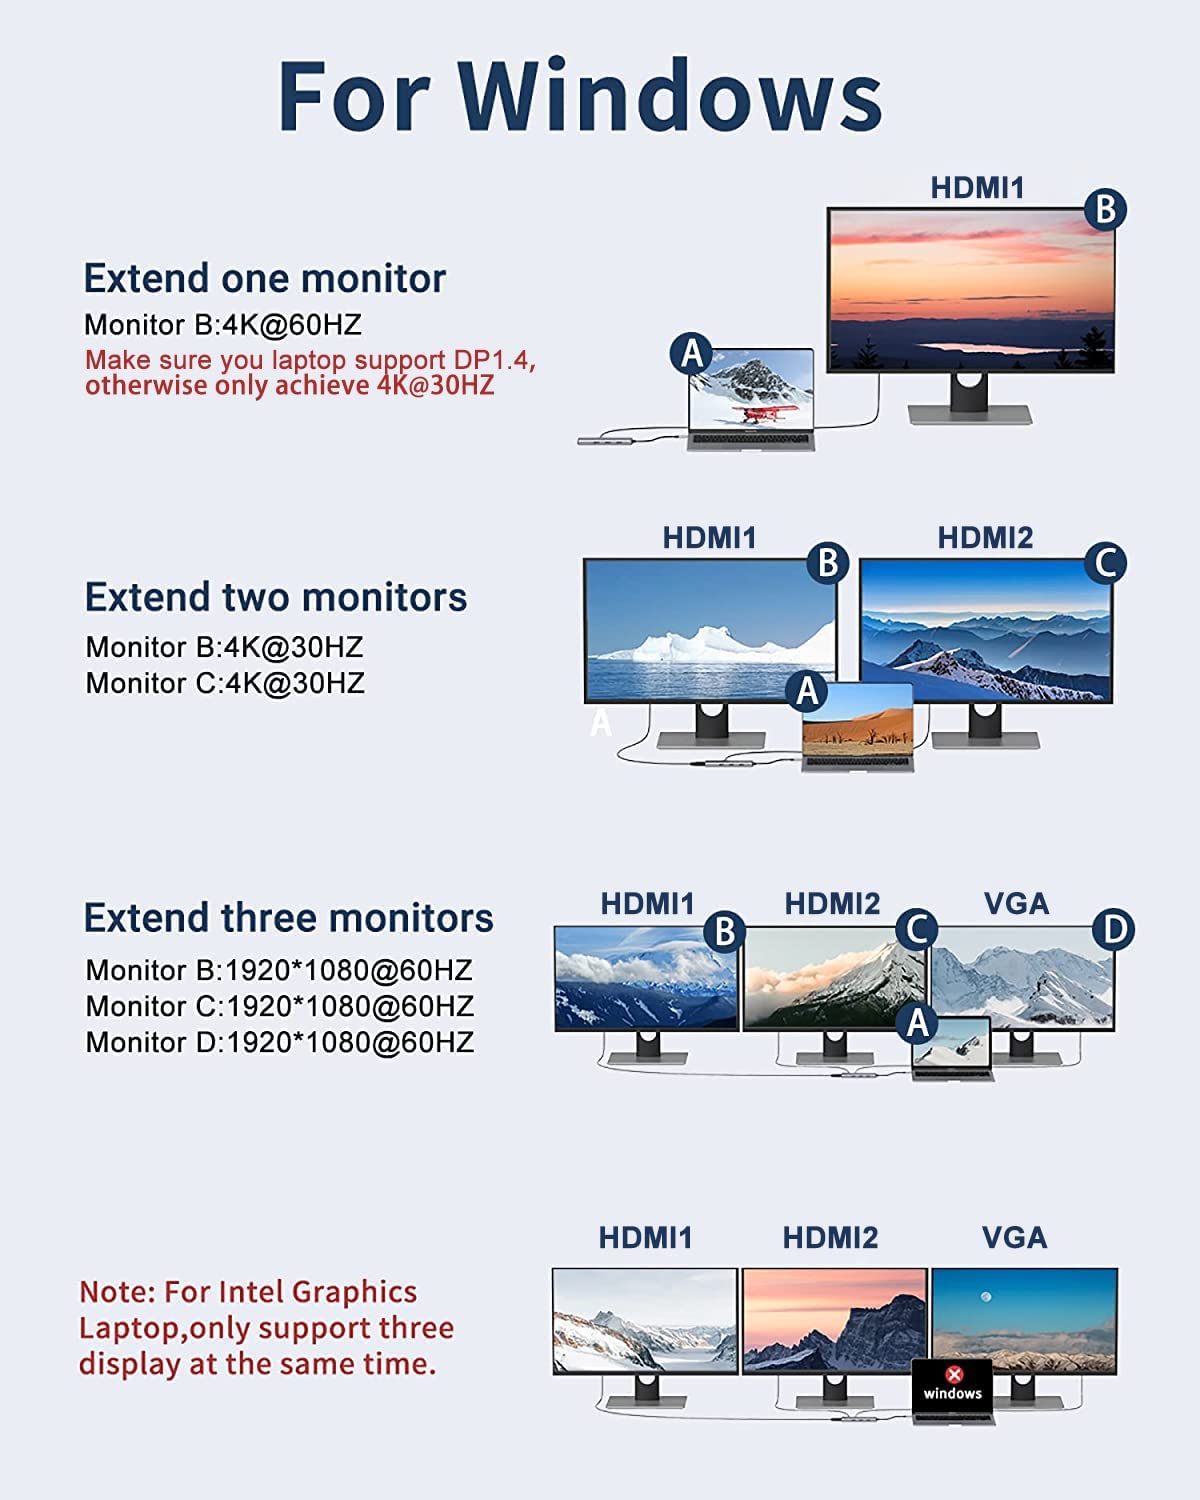 For Windows
HDMI1
B
Extend one monitor
Monitor B:4K@60HZ
Make sure you laptop support DP1.4,
otherwise only achieve 4K@30HZ
A
HDMI1
HDMI2
B
C
Extend two monitors
Monitor B:4K@30HZ
Monitor C:4K@30HZ
A
A
HDMI1
HDMI2
VGA
B
C
D
Extend three monitors
Monitor B:1920*1080@60HZ
Monitor C:1920*1080@60HZ
Monitor D:1920*1080@60HZ
A
HDMI1
HDMI2
VGA
Note: For Intel Graphics
Laptop,only support three
display at the same time.
windows